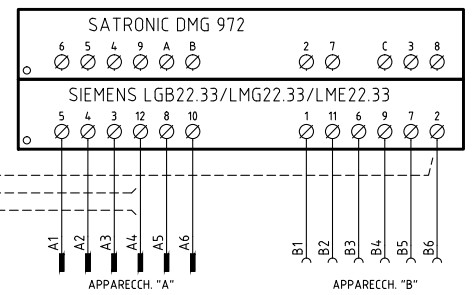 SATRONIC DMG 972
6 5 4 9 A B 2 7 C 3 8
SIEMENS LGB22.33/LMG22.33/LME22.33
5 4 3 12 8 10 1 11 6 9 7 2
A1 A2 A3 A4 A5 A6 B1 B2 B3 B4 B5 B6
APPARECCH. "A" APPARECCH. "B"